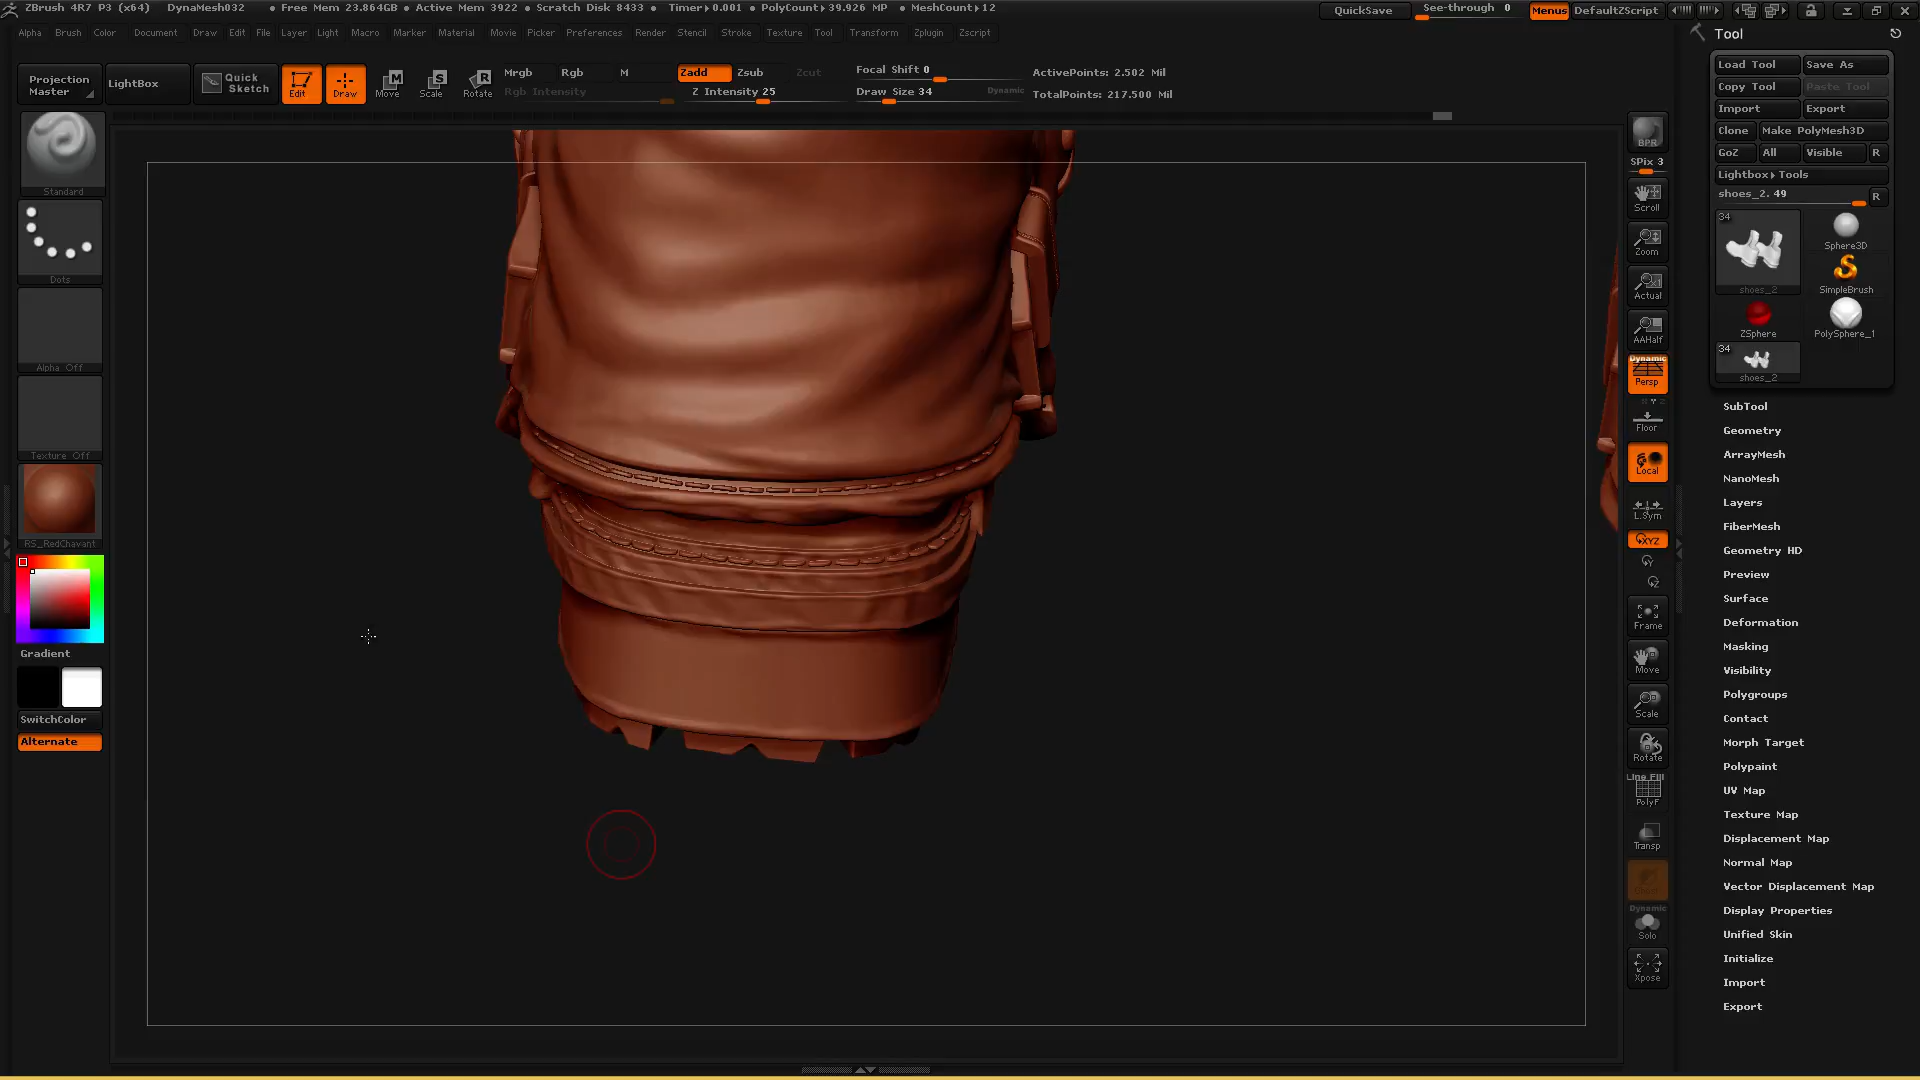 ZBrush 4R7 P3 (x64) DynaMesh032 • Free Mem 23.864GB • Active Mem 3922 • Scratch Disk 8433 • Timer▸0.001 • PolyCount▸39.926 MP • MeshCount▸12 QuickSave See-through 0 Menus DefaultZScript
Alpha Brush Color Document Draw Edit File Layer Light Macro Marker Material Movie Picker Preferences Render Stencil Stroke Texture Tool Transform Zplugin Zscript
Projection Master
LightBox
Quick Sketch
Edit
Draw
Move
Scale
Rotate
Mrgb Rgb M Zadd Zsub Zcut
Rgb Intensity Z Intensity 25
Focal Shift 0
Draw Size 34 Dynamic
ActivePoints: 2.502 Mil
TotalPoints: 217.500 Mil
Standard
Dots
Alpha Off
Texture Off
RS_RedChavant
Gradient
SwitchColor
Alternate
BPR
SPix 3
Scroll
Zoom
Actual
AAHalf
Dynamic
Persp
Floor
Local
L.Sym
XYZ
Frame
Move
Scale
Rotate
Line Fill
PolyF
Transp
Dynamic
Solo
Xpose
Tool
Load Tool Save As
Copy Tool Paste Tool
Import Export
Clone Make PolyMesh3D
GoZ All Visible R
Lightbox▸Tools
shoes_2. 49 R
34
shoes_2
Sphere3D
SimpleBrush
ZSphere
PolySphere_1
34
shoes_2
SubTool
Geometry
ArrayMesh
NanoMesh
Layers
FiberMesh
Geometry HD
Preview
Surface
Deformation
Masking
Visibility
Polygroups
Contact
Morph Target
Polypaint
UV Map
Texture Map
Displacement Map
Normal Map
Vector Displacement Map
Display Properties
Unified Skin
Initialize
Import
Export